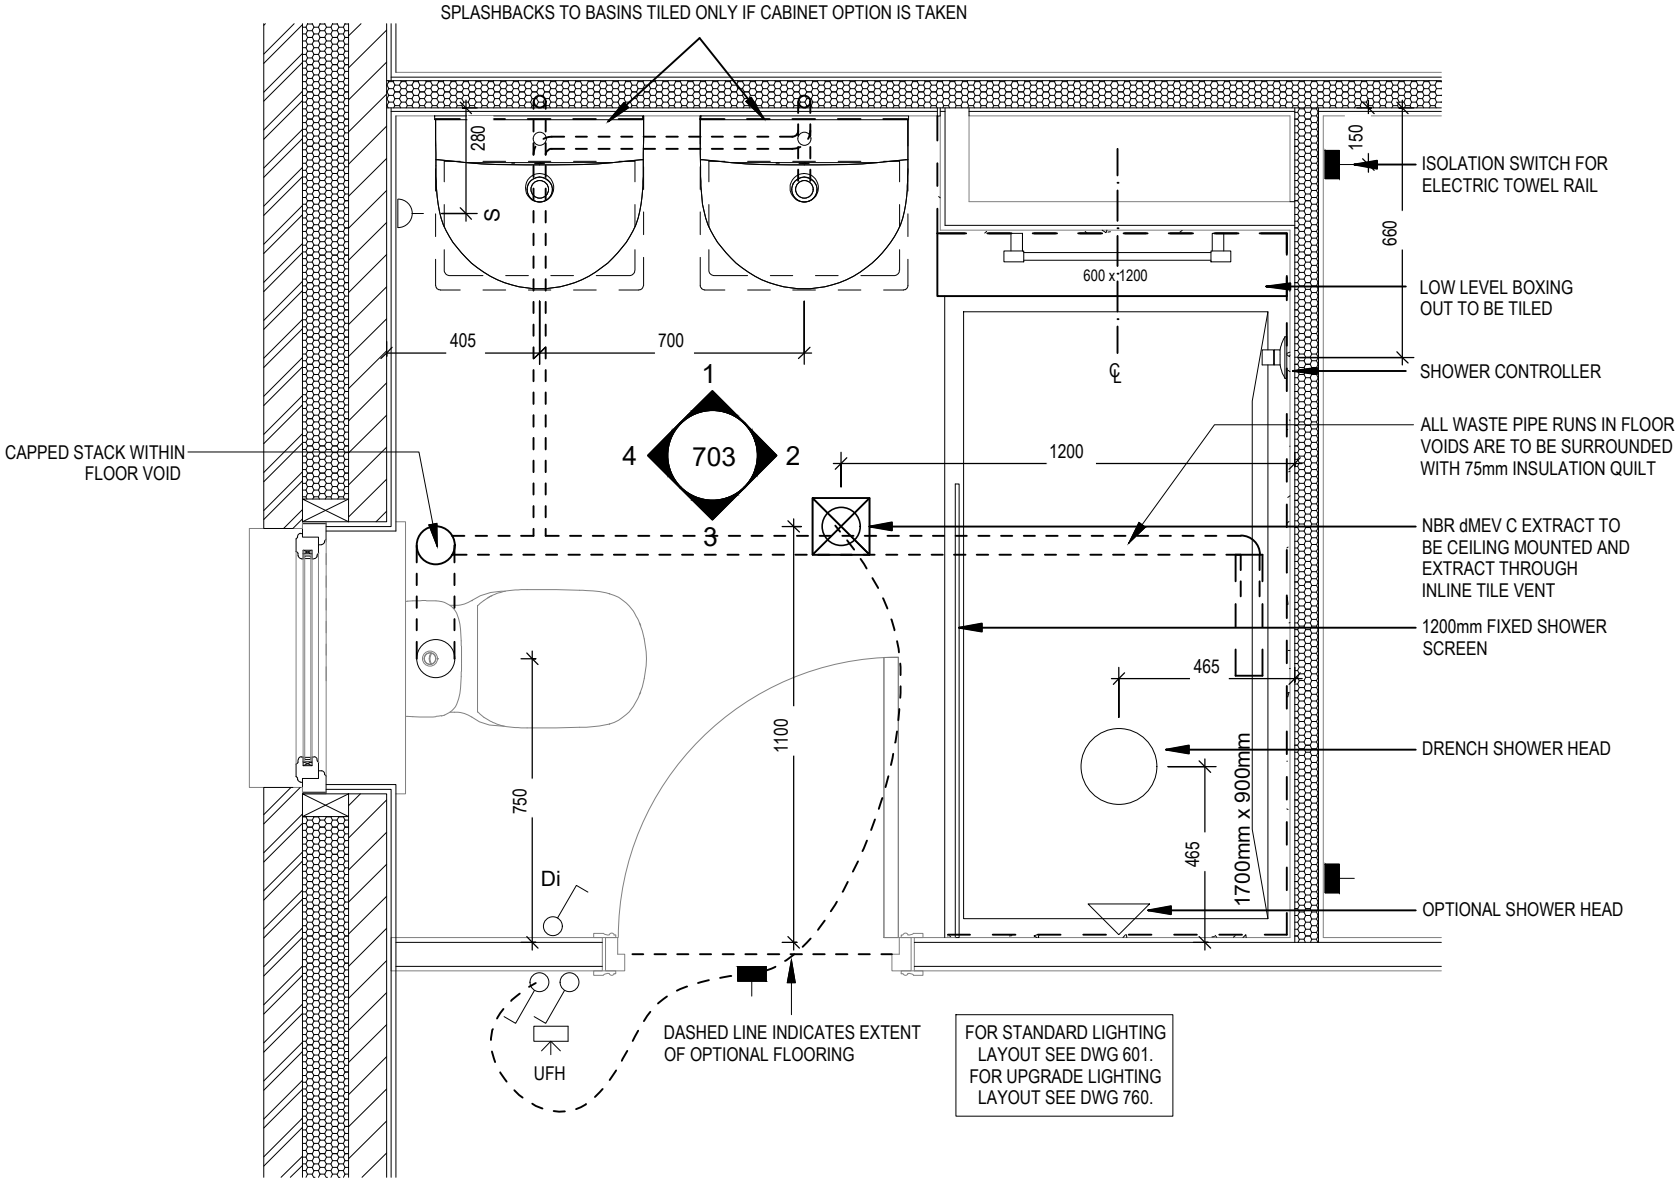 SPLASHBACKS TO BASINS TILED ONLY IF CABINET OPTION IS TAKEN
280
S
150
ISOLATION SWITCH FOR
ELECTRIC TOWEL RAIL
660
600 x 1200
LOW LEVEL BOXING
OUT TO BE TILED
405
700
℄
SHOWER CONTROLLER
1
4
703
2
3
CAPPED STACK WITHIN
FLOOR VOID
1200
ALL WASTE PIPE RUNS IN FLOOR
VOIDS ARE TO BE SURROUNDED
WITH 75mm INSULATION QUILT
NBR dMEV C EXTRACT TO
BE CEILING MOUNTED AND
EXTRACT THROUGH
INLINE TILE VENT
1200mm FIXED SHOWER
SCREEN
465
1100
750
DRENCH SHOWER HEAD
465
1700mm x 900mm
Di
OPTIONAL SHOWER HEAD
UFH
DASHED LINE INDICATES EXTENT
OF OPTIONAL FLOORING
FOR STANDARD LIGHTING
LAYOUT SEE DWG 601.
FOR UPGRADE LIGHTING
LAYOUT SEE DWG 760.